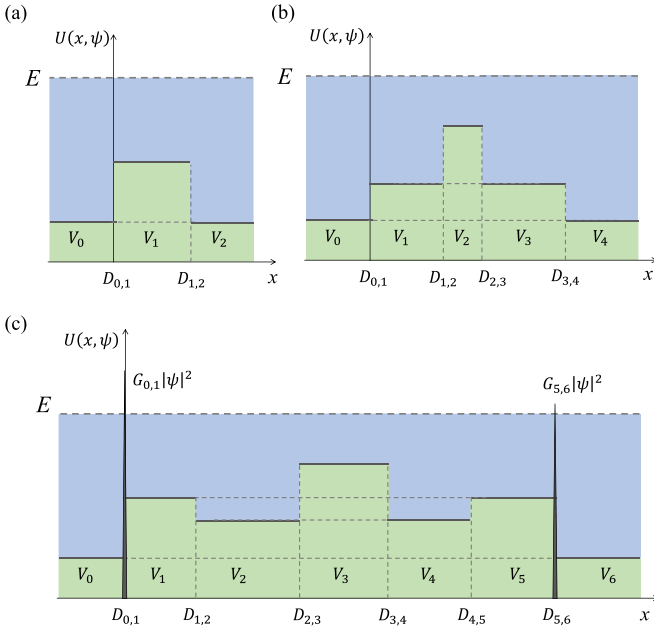 (a)
U(x, ψ)
E
V₀ V₁ V₂
D₀,₁ D₁,₂ x
(b)
U(x, ψ)
E
V₀ V₁ V₂ V₃ V₄
D₀,₁ D₁,₂ D₂,₃ D₃,₄ x
(c)
U(x, ψ)
G₀,₁|ψ|² G₅,₆|ψ|²
E
V₀ V₁ V₂ V₃ V₄ V₅ V₆
D₀,₁ D₁,₂ D₂,₃ D₃,₄ D₄,₅ D₅,₆ x